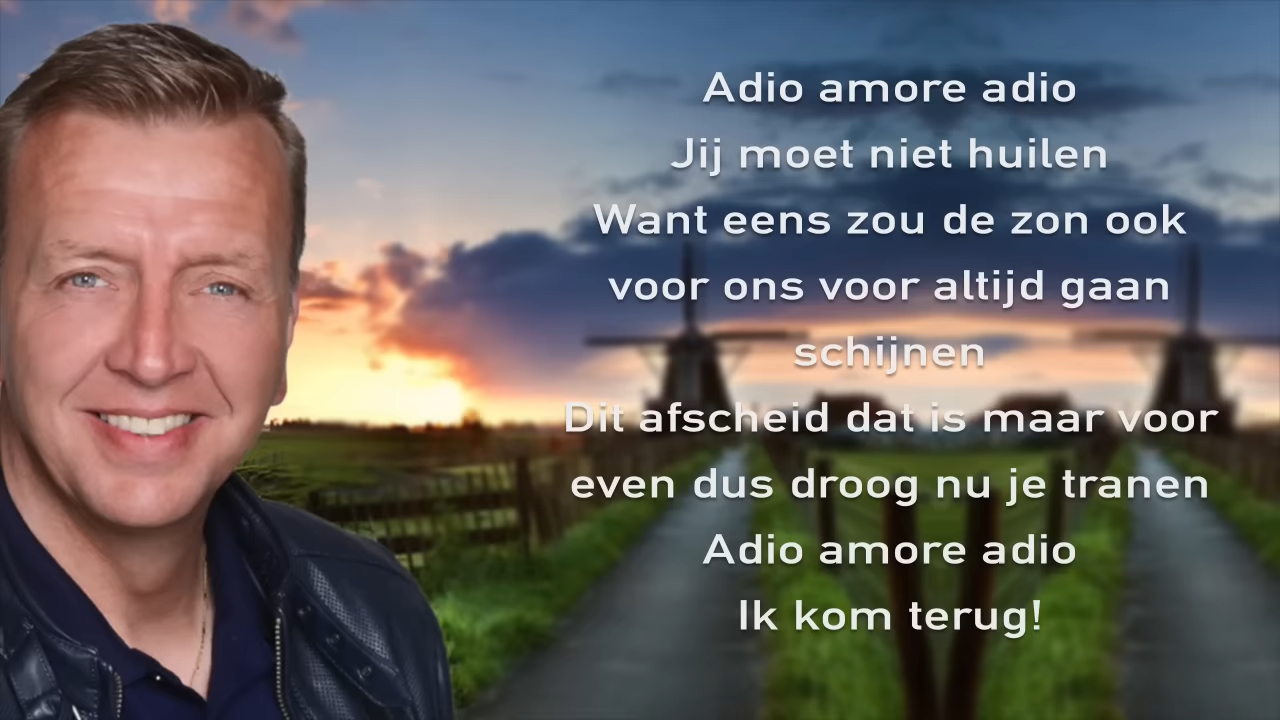 Adio amore adio
Jij moet niet huilen
Want eens zou de zon ook
voor ons voor altijd gaan
schijnen
Dit afscheid dat is maar voor
even dus droog nu je tranen
Adio amore adio
Ik kom terug!